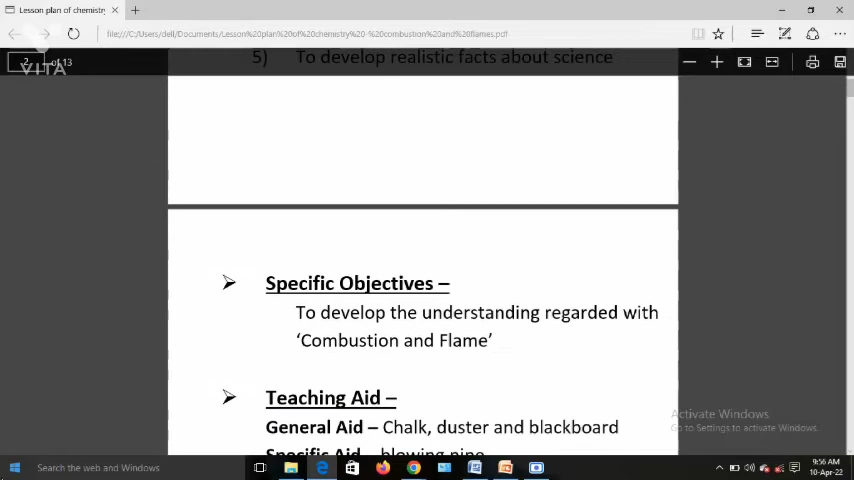 Lesson plan of chemistry
file:///C:/Users/dell/Documents/Lesson%20plan%20of%20chemistry%20-%20combustion%20and%20flames.pdf
2 of 13
VITA
5) To develop realistic facts about science
Specific Objectives –
To develop the understanding regarded with
‘Combustion and Flame’
Teaching Aid –
General Aid – Chalk, duster and blackboard
Specific Aid – blowing pipe
Activate Windows
Go to Settings to activate Windows.
Search the web and Windows
9:56 AM
10-Apr-22